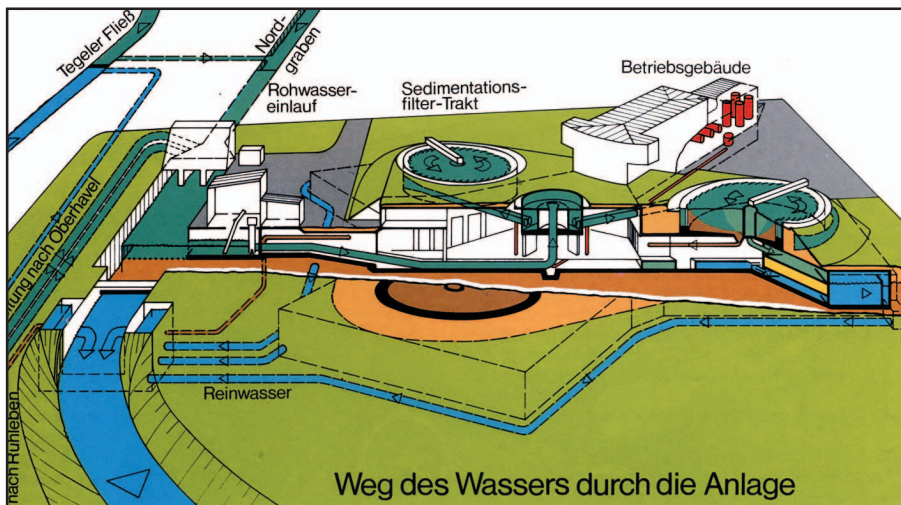 Tegeler Fließ
Nord-
graben
Rohwasser-
einlauf
Sedimentations-
filter-Trakt
Betriebsgebäude
nach Oberhavel
Reinwasser
nach Ruhleben
Weg des Wassers durch die Anlage